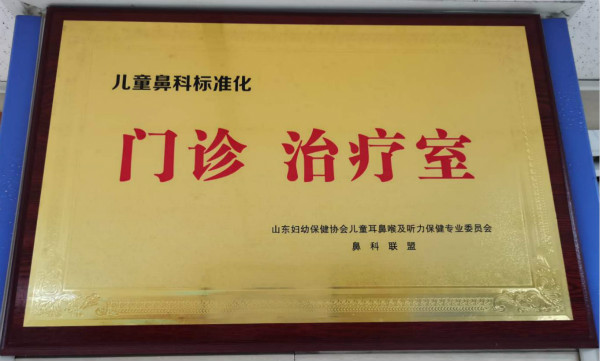 儿童鼻科标准化
门诊 治疗室
山东妇幼保健协会儿童耳鼻喉及听力保健专业委员会
鼻科联盟